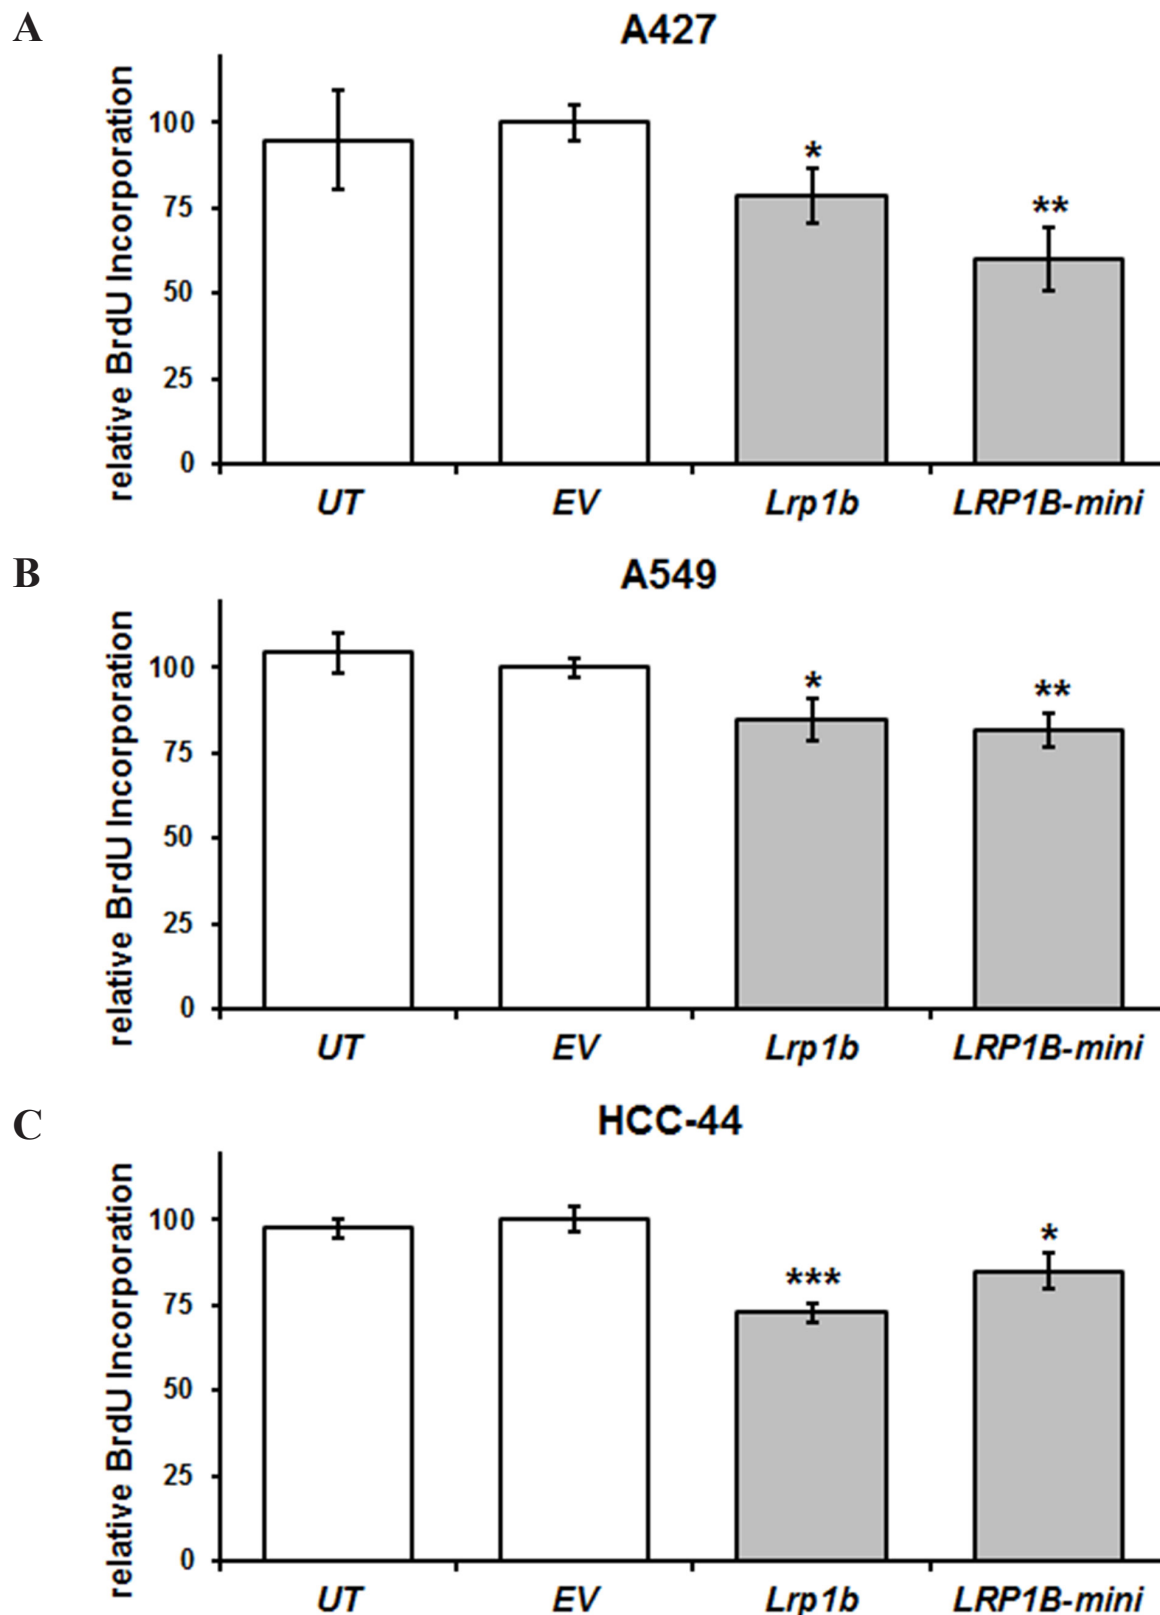 A
A427
relative BrdU Incorporation
100
75
50
25
0
*
**
UT EV Lrp1b LRP1B-mini
B
A549
relative BrdU Incorporation
100
75
50
25
0
*
**
UT EV Lrp1b LRP1B-mini
C
HCC-44
relative BrdU Incorporation
100
75
50
25
0
***
*
UT EV Lrp1b LRP1B-mini